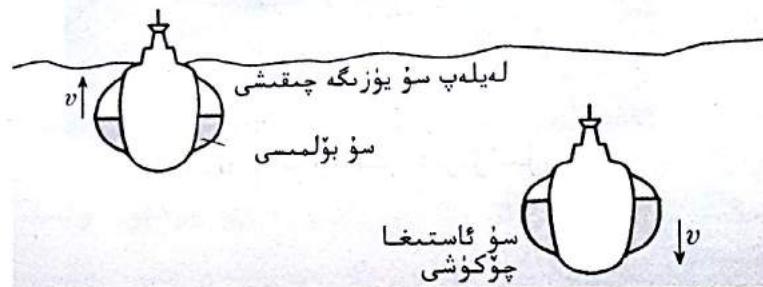 لەيلەپ سۇ يۈزىگە چىقىشى
v
سۇ بۆلمىسى
سۇ ئاستىغا
چۆكۈشى
v